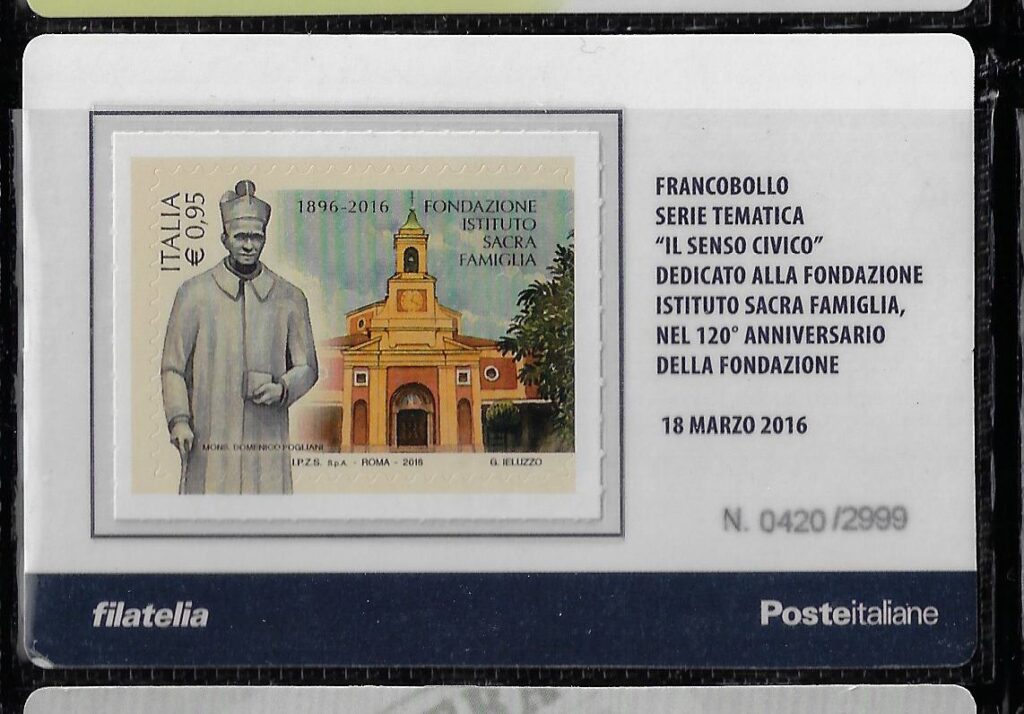 ITALIA
€ 0,95
1896-2016
FONDAZIONE
ISTITUTO
SACRA
FAMIGLIA
MONS. DOMENICO POGLIANI
I.P.Z.S. S.p.A. - ROMA - 2016
G. IELUZZO
FRANCOBOLLO
SERIE TEMATICA
"IL SENSO CIVICO"
DEDICATO ALLA FONDAZIONE
ISTITUTO SACRA FAMIGLIA,
NEL 120° ANNIVERSARIO
DELLA FONDAZIONE
18 MARZO 2016
N. 0420/2999
filatelia
Posteitaliane